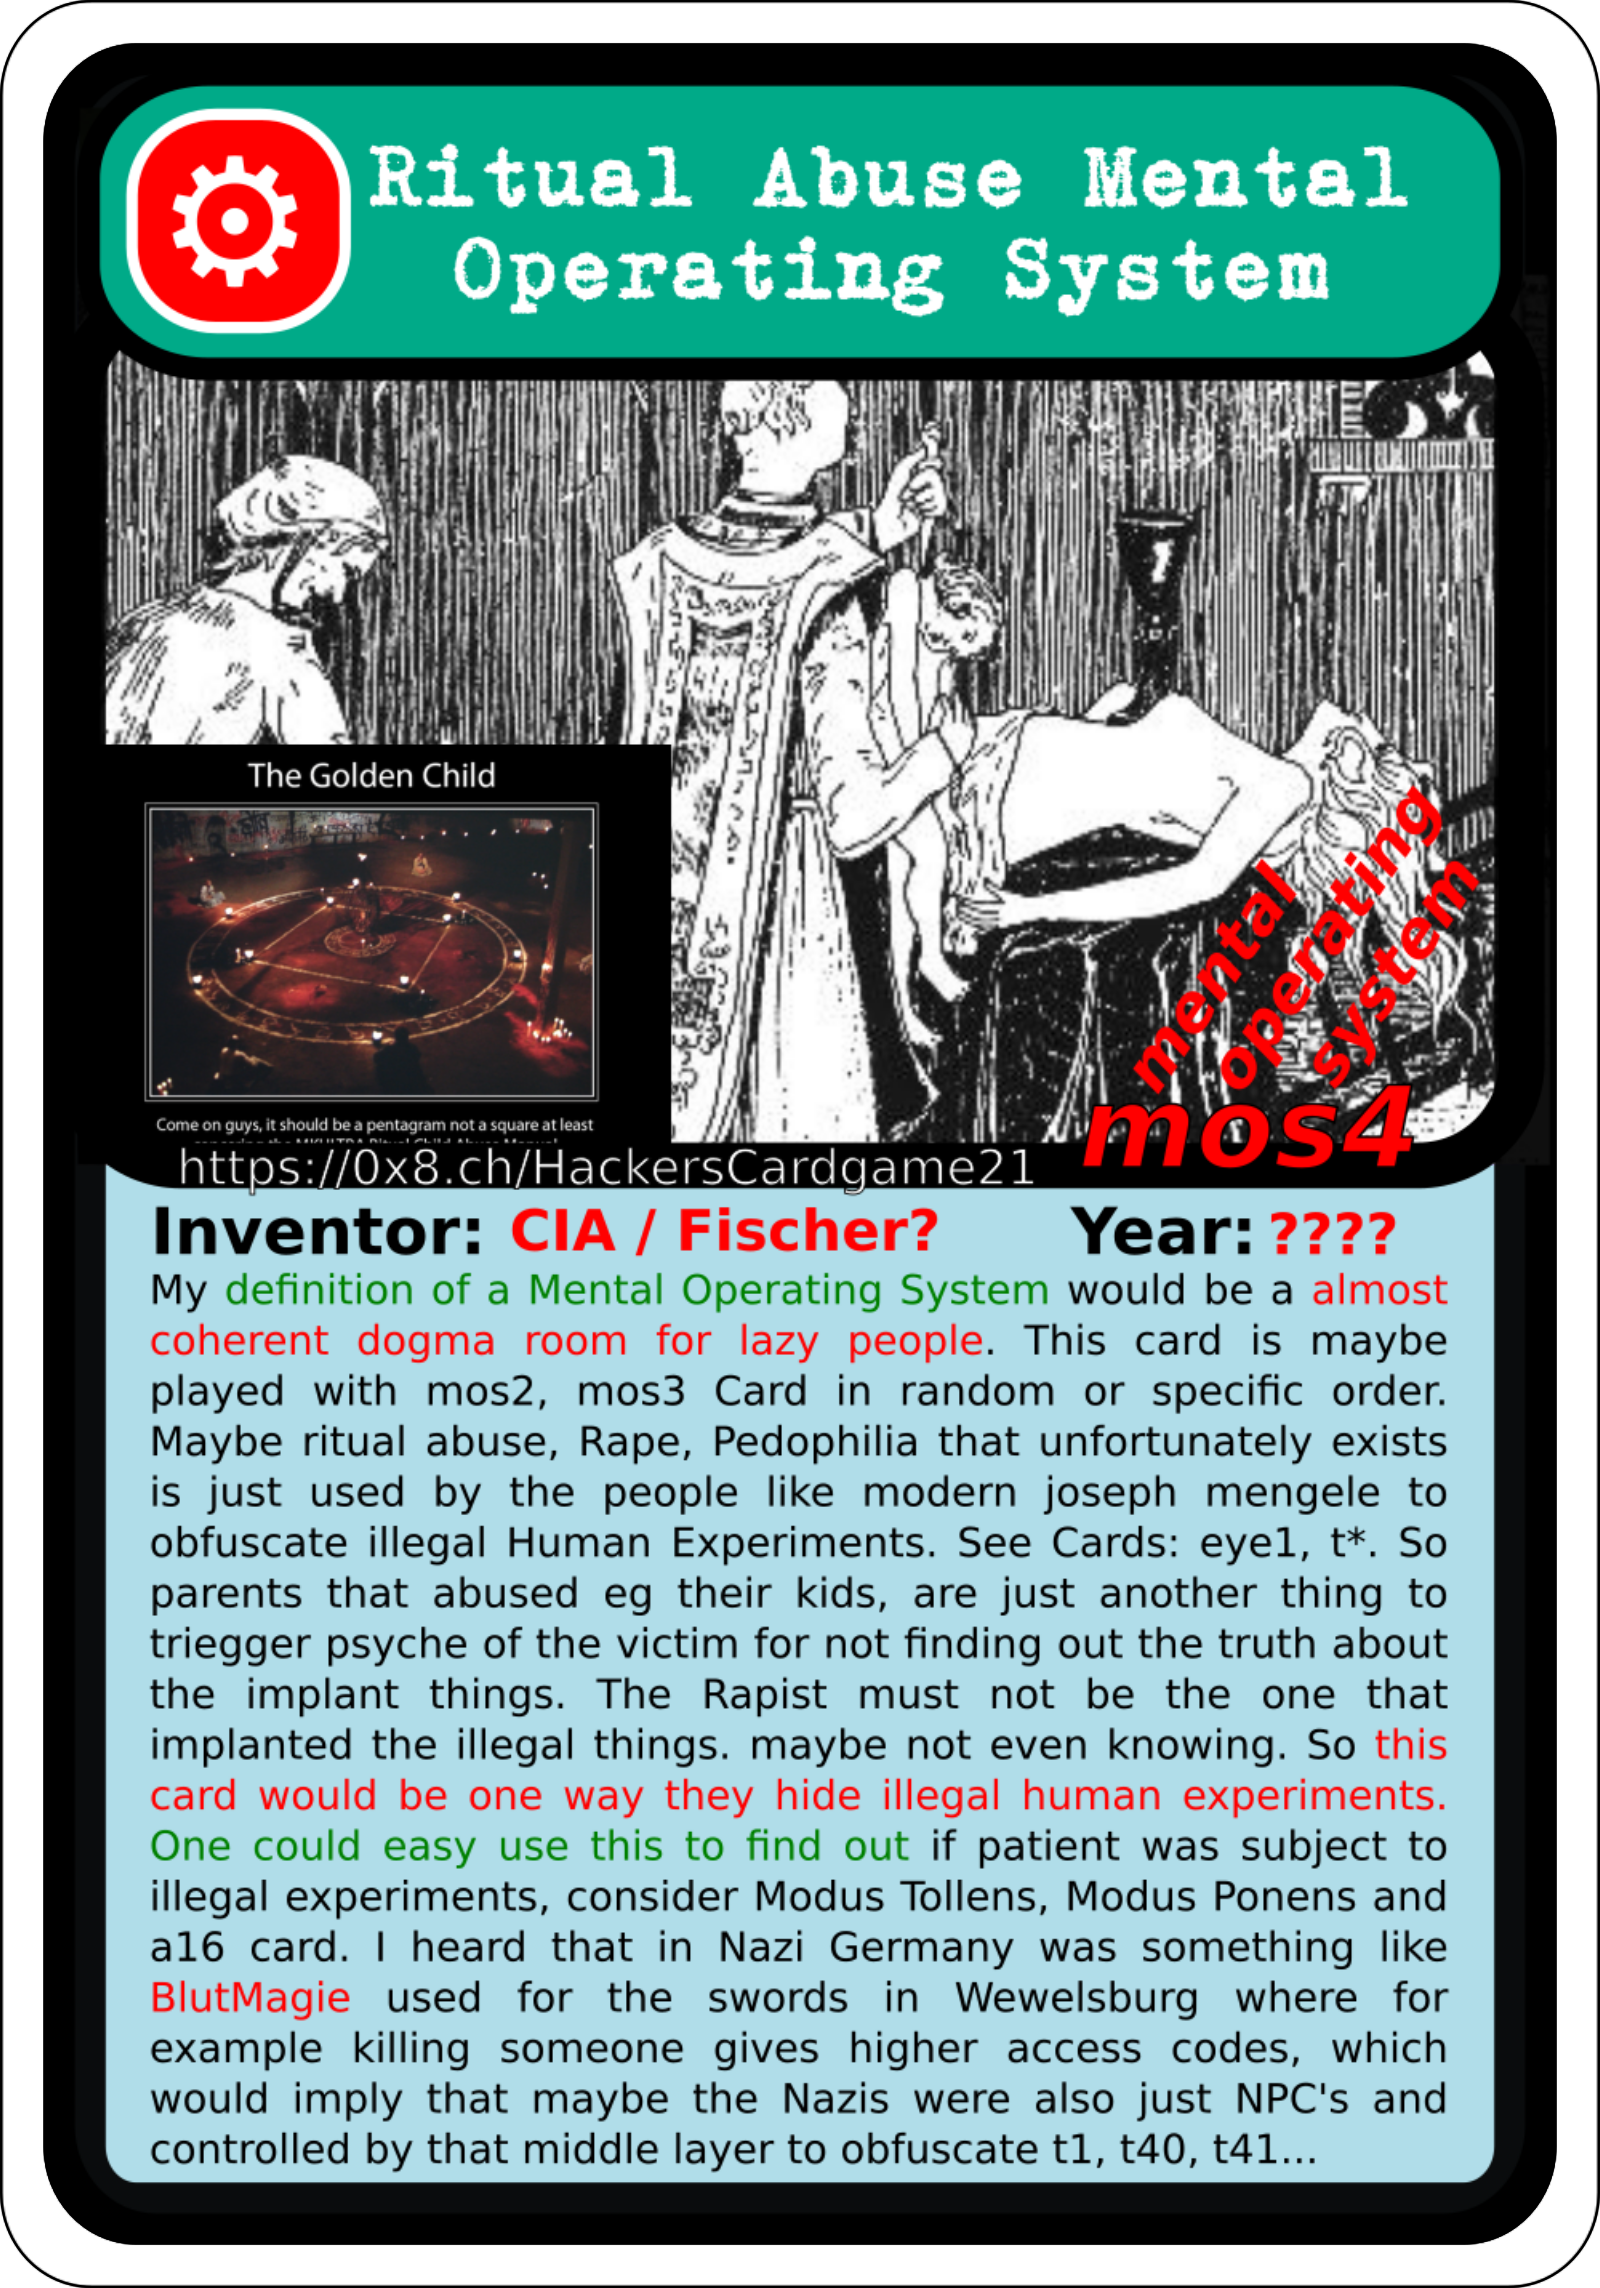 Ritual Abuse Mental
Operating System
The Golden Child
Come on guys, it should be a pentagram not a square at least
mental
operating
system
mos4
https://0x8.ch/HackersCardgame21
Inventor: CIA / Fischer? Year: ????
My definition of a Mental Operating System would be a almost
coherent dogma room for lazy people. This card is maybe
played with mos2, mos3 Card in random or specific order.
Maybe ritual abuse, Rape, Pedophilia that unfortunately exists
is just used by the people like modern joseph mengele to
obfuscate illegal Human Experiments. See Cards: eye1, t*. So
parents that abused eg their kids, are just another thing to
triegger psyche of the victim for not finding out the truth about
the implant things. The Rapist must not be the one that
implanted the illegal things. maybe not even knowing. So this
card would be one way they hide illegal human experiments.
One could easy use this to find out if patient was subject to
illegal experiments, consider Modus Tollens, Modus Ponens and
a16 card. I heard that in Nazi Germany was something like
BlutMagie used for the swords in Wewelsburg where for
example killing someone gives higher access codes, which
would imply that maybe the Nazis were also just NPC's and
controlled by that middle layer to obfuscate t1, t40, t41...